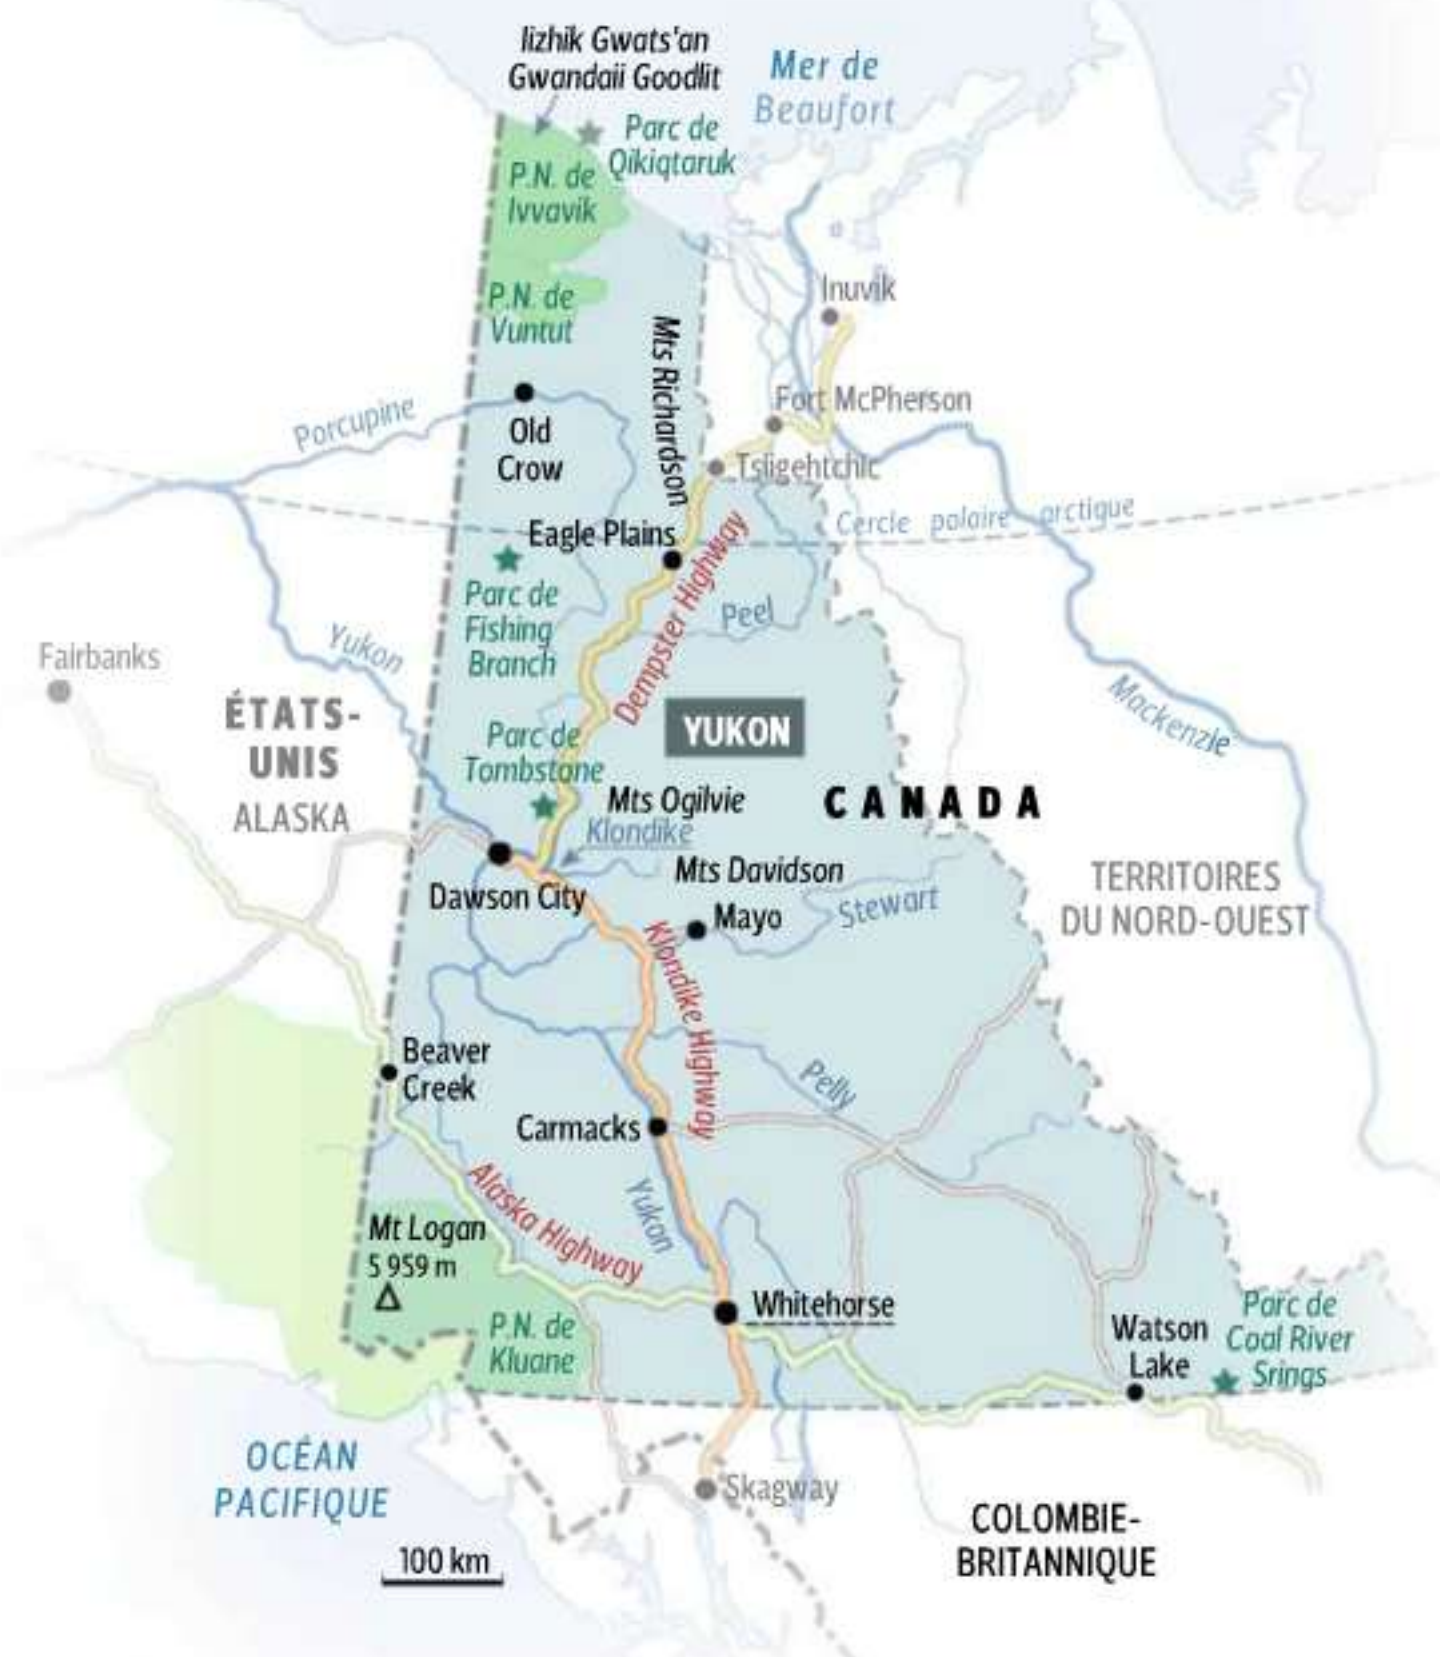 Iizhik Gwats'an
Gwandaii Goodlit
Mer de
Beaufort
Parc de
Qikiqtaruk
P.N. de
Ivvavik
P.N. de
Vuntut
Inuvik
Mts Richardson
Fort McPherson
Porcupine
Old
Crow
Tsligehtchic
Cercle polaire arctique
Eagle Plains
Dempster Highway
Parc de
Fishing
Branch
Peel
Yukon
Fairbanks
ÉTATS-
UNIS
ALASKA
Mackenzie
YUKON
Parc de
Tombstone
Mts Ogilvie
CANADA
Klondike
Mts Davidson
Dawson City
Mayo
Stewart
TERRITOIRES
DU NORD-OUEST
Klondike Highway
Beaver
Creek
Pelly
Carmacks
Alaska Highway
Yukon
Mt Logan
5 959 m
Whitehorse
P.N. de
Kluane
Watson
Lake
Parc de
Coal River
Srings
OCÉAN
PACIFIQUE
Skagway
COLOMBIE-
BRITANNIQUE
100 km